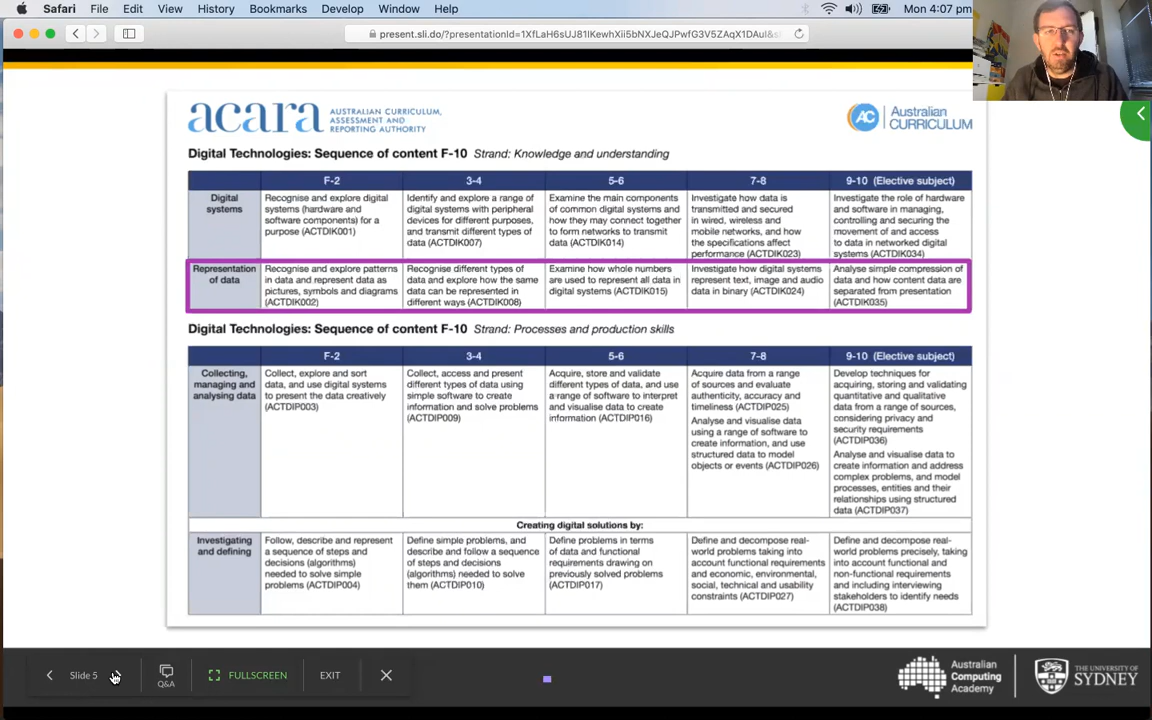 Safari File Edit View History Bookmarks Develop Window Help Mon 4:07 pm
present.sli.do/?presentationId=1XfLaH6sUJ81IKewhXii5bNXJeQJPwfG3V5ZAqX1DAuI&s
acara AUSTRALIAN CURRICULUM,
ASSESSMENT AND
REPORTING AUTHORITY
AC Australian
CURRICULUM
Digital Technologies: Sequence of content F-10 Strand: Knowledge and understanding
F-2 3-4 5-6 7-8 9-10 (Elective subject)
Digital
systems
Recognise and explore digital
systems (hardware and
software components) for a
purpose (ACTDIK001)
Identify and explore a range of
digital systems with peripheral
devices for different purposes,
and transmit different types of
data (ACTDIK007)
Examine the main components
of common digital systems and
how they may connect together
to form networks to transmit
data (ACTDIK014)
Investigate how data is
transmitted and secured
in wired, wireless and
mobile networks, and how
the specifications affect
performance (ACTDIK023)
Investigate the role of hardware
and software in managing,
controlling and securing the
movement of and access
to data in networked digital
systems (ACTDIK034)
Representation
of data
Recognise and explore patterns
in data and represent data as
pictures, symbols and diagrams
(ACTDIK002)
Recognise different types of
data and explore how the same
data can be represented in
different ways (ACTDIK008)
Examine how whole numbers
are used to represent all data in
digital systems (ACTDIK015)
Investigate how digital systems
represent text, image and audio
data in binary (ACTDIK024)
Analyse simple compression of
data and how content data are
separated from presentation
(ACTDIK035)
Digital Technologies: Sequence of content F-10 Strand: Processes and production skills
F-2 3-4 5-6 7-8 9-10 (Elective subject)
Collecting,
managing and
analysing data
Collect, explore and sort
data, and use digital systems
to present the data creatively
(ACTDIP003)
Collect, access and present
different types of data using
simple software to create
information and solve problems
(ACTDIP009)
Acquire, store and validate
different types of data, and use
a range of software to interpret
and visualise data to create
information (ACTDIP016)
Acquire data from a range
of sources and evaluate
authenticity, accuracy and
timeliness (ACTDIP025)
Analyse and visualise data
using a range of software to
create information, and use
structured data to model
objects or events (ACTDIP026)
Develop techniques for
acquiring, storing and validating
quantitative and qualitative
data from a range of sources,
considering privacy and
security requirements
(ACTDIP036)
Analyse and visualise data to
create information and address
complex problems, and model
processes, entities and their
relationships using structured
data (ACTDIP037)
Creating digital solutions by:
Investigating
and defining
Follow, describe and represent
a sequence of steps and
decisions (algorithms)
needed to solve simple
problems (ACTDIP004)
Define simple problems, and
describe and follow a sequence
of steps and decisions
(algorithms) needed to solve
them (ACTDIP010)
Define problems in terms
of data and functional
requirements drawing on
previously solved problems
(ACTDIP017)
Define and decompose real-
world problems taking into
account functional requirements
and economic, environmental,
social, technical and usability
constraints (ACTDIP027)
Define and decompose real-
world problems precisely, taking
into account functional and
non-functional requirements
and including interviewing
stakeholders to identify needs
(ACTDIP038)
Slide 5
Q&A
FULLSCREEN
EXIT
Australian
Computing
Academy
THE UNIVERSITY OF
SYDNEY